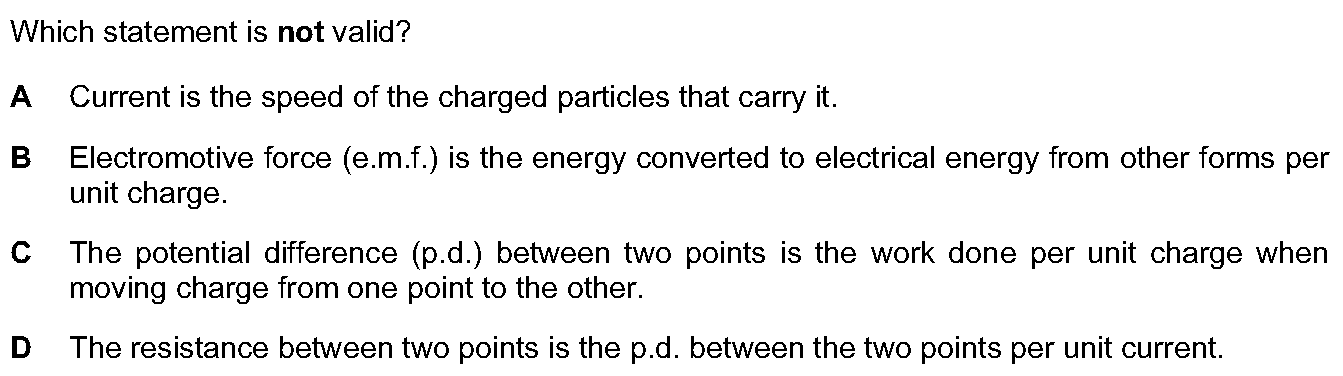 Which statement is not valid?
A Current is the speed of the charged particles that carry it.
B Electromotive force (e.m.f.) is the energy converted to electrical energy from other forms per
unit charge.
C The potential difference (p.d.) between two points is the work done per unit charge when
moving charge from one point to the other.
D The resistance between two points is the p.d. between the two points per unit current.